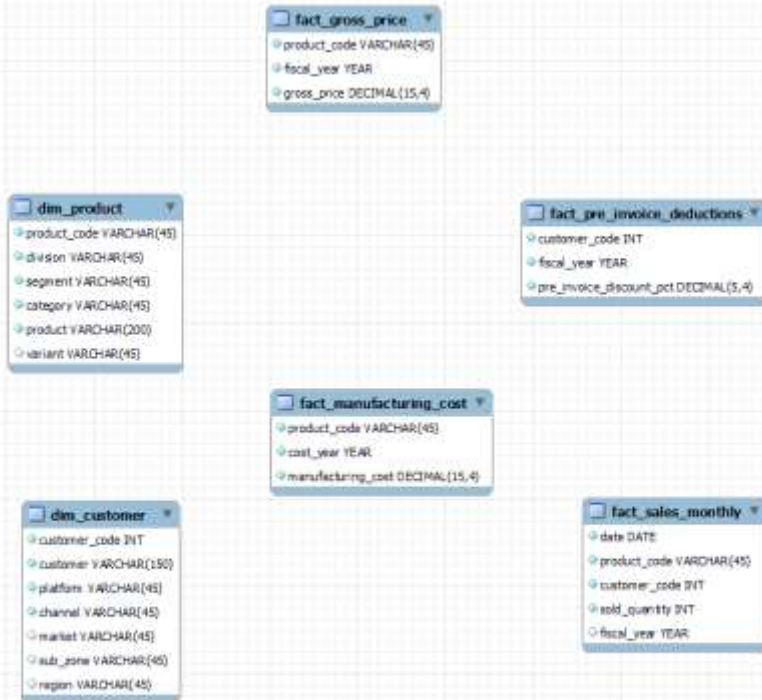 fact_gross_price
product_code VARCHAR(45)
fiscal_year YEAR
gross_price DECIMAL(15,4)
dim_product
product_code VARCHAR(45)
division VARCHAR(45)
segment VARCHAR(45)
category VARCHAR(45)
product VARCHAR(200)
variant VARCHAR(45)
fact_pre_invoice_deductions
customer_code INT
fiscal_year YEAR
pre_invoice_discount_pct DECIMAL(5,4)
fact_manufacturing_cost
product_code VARCHAR(45)
cost_year YEAR
manufacturing_cost DECIMAL(15,4)
dim_customer
customer_code INT
customer VARCHAR(150)
platform VARCHAR(45)
channel VARCHAR(45)
market VARCHAR(45)
sub_zone VARCHAR(45)
region VARCHAR(45)
fact_sales_monthly
date DATE
product_code VARCHAR(45)
customer_code INT
sold_quantity INT
fiscal_year YEAR